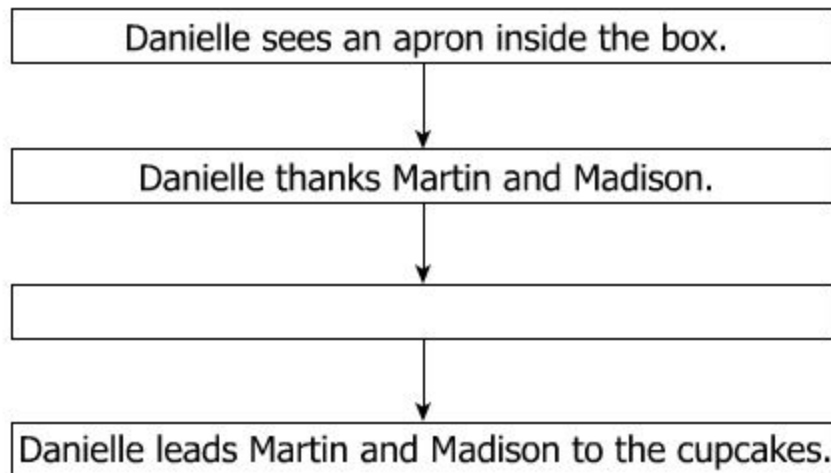 Danielle sees an apron inside the box.
Danielle thanks Martin and Madison.
Danielle leads Martin and Madison to the cupcakes.